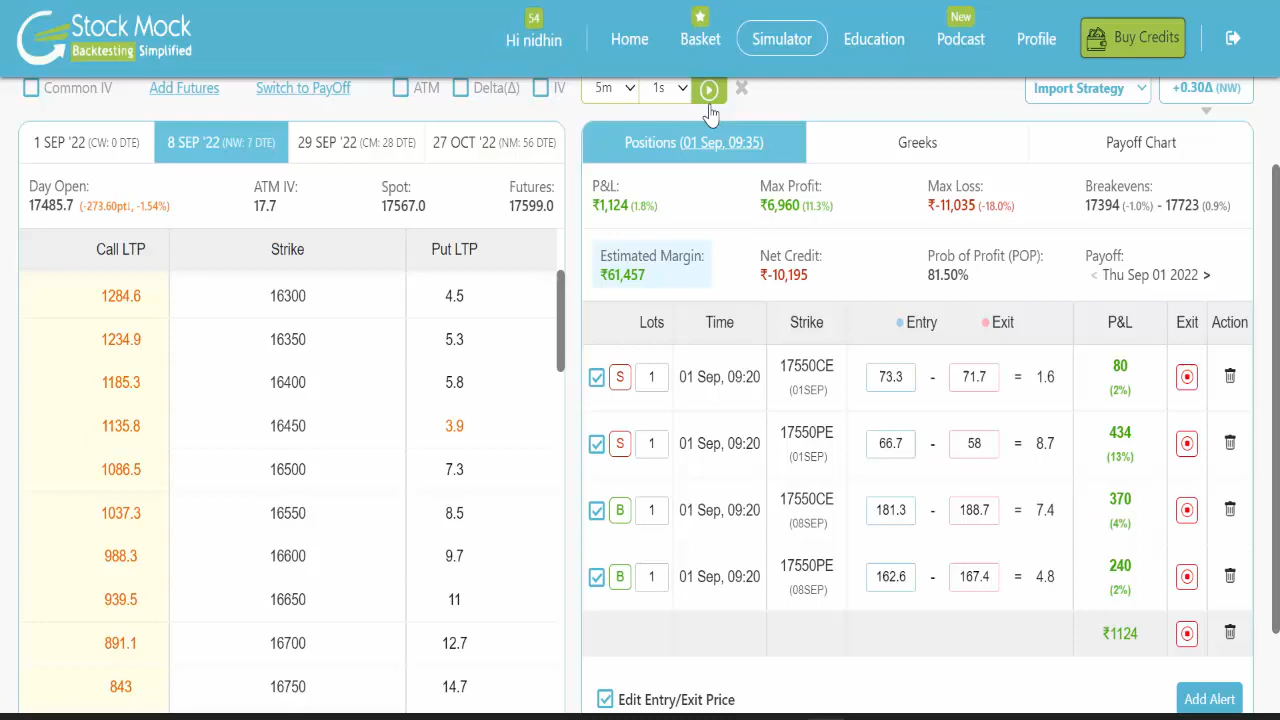 Stock Mock
Backtesting Simplified
54
Hi nidhin
Home
Basket
Simulator
Education
New
Podcast
Profile
Buy Credits
Common IV
Add Futures
Switch to PayOff
ATM
Delta(Δ)
IV
5m
1s
Import Strategy
+0.30Δ (NW)
1 SEP '22 (CW: 0 DTE)
8 SEP '22 (NW: 7 DTE)
29 SEP '22 (CM: 28 DTE)
27 OCT '22 (NM: 56 DTE)
Day Open:
17485.7 (-273.60pt↓, -1.54%)
ATM IV:
17.7
Spot:
17567.0
Futures:
17599.0
Call LTP Strike Put LTP
1284.6 16300 4.5
1234.9 16350 5.3
1185.3 16400 5.8
1135.8 16450 3.9
1086.5 16500 7.3
1037.3 16550 8.5
988.3 16600 9.7
939.5 16650 11
891.1 16700 12.7
843 16750 14.7
Positions (01 Sep, 09:35)
Greeks
Payoff Chart
P&L:
₹1,124 (1.8%)
Max Profit:
₹6,960 (11.3%)
Max Loss:
₹-11,035 (-18.0%)
Breakevens:
17394 (-1.0%) - 17723 (0.9%)
Estimated Margin:
₹61,457
Net Credit:
₹-10,195
Prob of Profit (POP):
81.50%
Payoff:
< Thu Sep 01 2022 >
Lots Time Strike Entry Exit P&L Exit Action
S 1 01 Sep, 09:20 17550CE (01SEP) 73.3 - 71.7 = 1.6 80 (2%)
S 1 01 Sep, 09:20 17550PE (01SEP) 66.7 - 58 = 8.7 434 (13%)
B 1 01 Sep, 09:20 17550CE (08SEP) 181.3 - 188.7 = 7.4 370 (4%)
B 1 01 Sep, 09:20 17550PE (08SEP) 162.6 - 167.4 = 4.8 240 (2%)
₹1124
Edit Entry/Exit Price
Add Alert